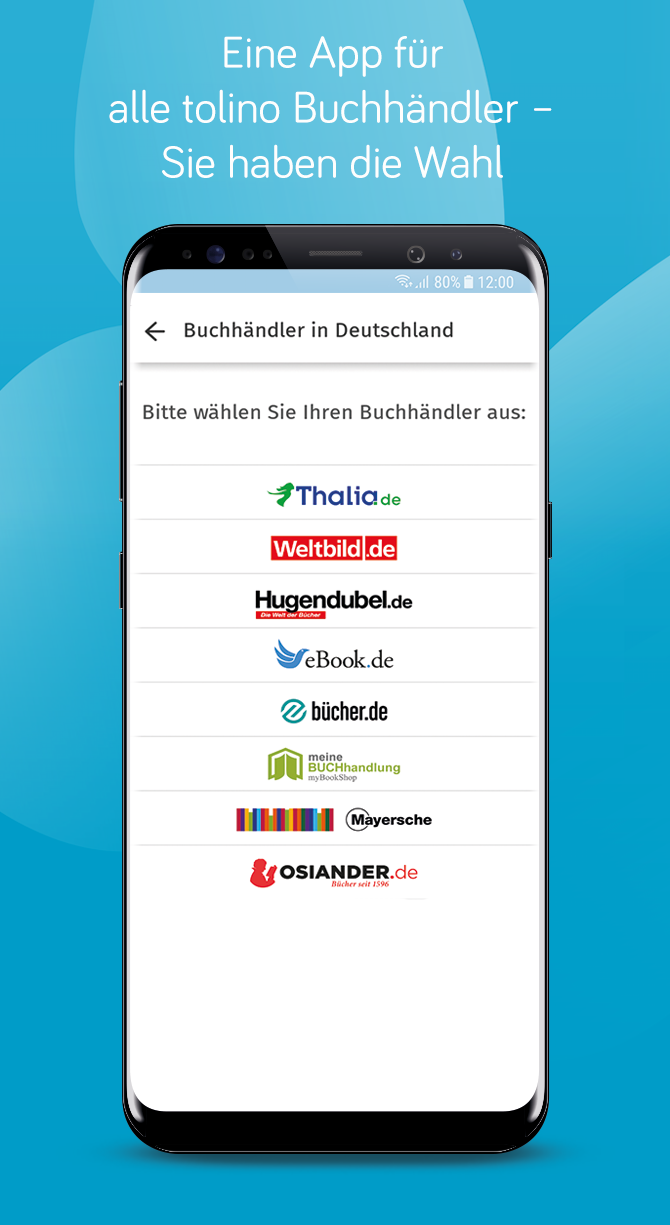 Eine App für
alle tolino Buchhändler –
Sie haben die Wahl
80% 12:00
Buchhändler in Deutschland
Bitte wählen Sie Ihren Buchhändler aus:
Thalia.de
Weltbild.de
Hugendubel.de
Die Welt der Bücher
eBook.de
bücher.de
meine
BUCHhandlung
myBookShop
Mayersche
OSIANDER.de
Bücher seit 1596